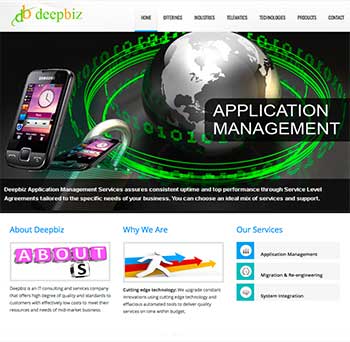 deepbiz
HOME OFFERINGS INDUSTRIES TELEMATICS TECHNOLOGIES PRODUCTS CONTACT
APPLICATION
MANAGEMENT
Deepbiz Application Management Services assures consistent uptime and top performance through Service Level
Agreements tailored to the specific needs of your business. You can choose an ideal mix of services and support.
About Deepbiz
ABOUT
US
Deepbiz is an IT consulting and services company
that offers high degree of quality and standards to
customers with effectively low costs to meet their
resources and needs of mid-market business.
Why We Are
Cutting edge technology: We upgrade constant
innovations using cutting edge technology and
effecacious automated tools to deliver quality
services on time within budget,
Our Services
Application Management
Migration & Re-engineering
System Integration